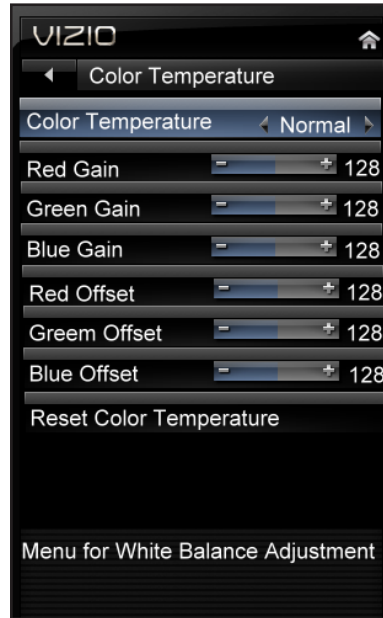 VIZIO
Color Temperature
Color Temperature Normal
Red Gain - + 128
Green Gain - + 128
Blue Gain - + 128
Red Offset - + 128
Greem Offset - + 128
Blue Offset - + 128
Reset Color Temperature
Menu for White Balance Adjustment